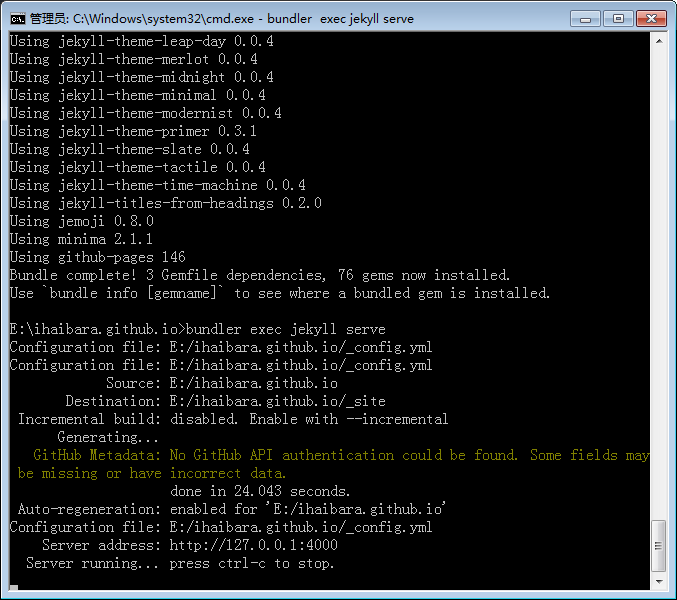 管理员: C:\Windows\system32\cmd.exe - bundler  exec jekyll serve
Using jekyll-theme-leap-day 0.0.4
Using jekyll-theme-merlot 0.0.4
Using jekyll-theme-midnight 0.0.4
Using jekyll-theme-minimal 0.0.4
Using jekyll-theme-modernist 0.0.4
Using jekyll-theme-primer 0.3.1
Using jekyll-theme-slate 0.0.4
Using jekyll-theme-tactile 0.0.4
Using jekyll-theme-time-machine 0.0.4
Using jekyll-titles-from-headings 0.2.0
Using jemoji 0.8.0
Using minima 2.1.1
Using github-pages 146
Bundle complete! 3 Gemfile dependencies, 76 gems now installed.
Use `bundle info [gemname]` to see where a bundled gem is installed.
E:\ihaibara.github.io>bundler exec jekyll serve
Configuration file: E:/ihaibara.github.io/_config.yml
Configuration file: E:/ihaibara.github.io/_config.yml
Source: E:/ihaibara.github.io
Destination: E:/ihaibara.github.io/_site
Incremental build: disabled. Enable with --incremental
Generating...
GitHub Metadata: No GitHub API authentication could be found. Some fields may
be missing or have incorrect data.
done in 24.043 seconds.
Auto-regeneration: enabled for 'E:/ihaibara.github.io'
Configuration file: E:/ihaibara.github.io/_config.yml
Server address: http://127.0.0.1:4000
Server running... press ctrl-c to stop.